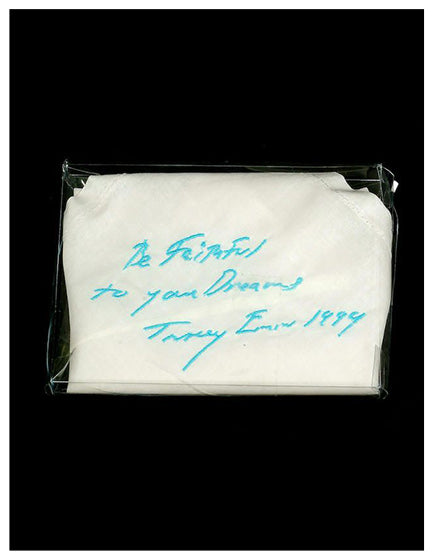 Be Faithful
to your Dreams
Tracey Emin 1999